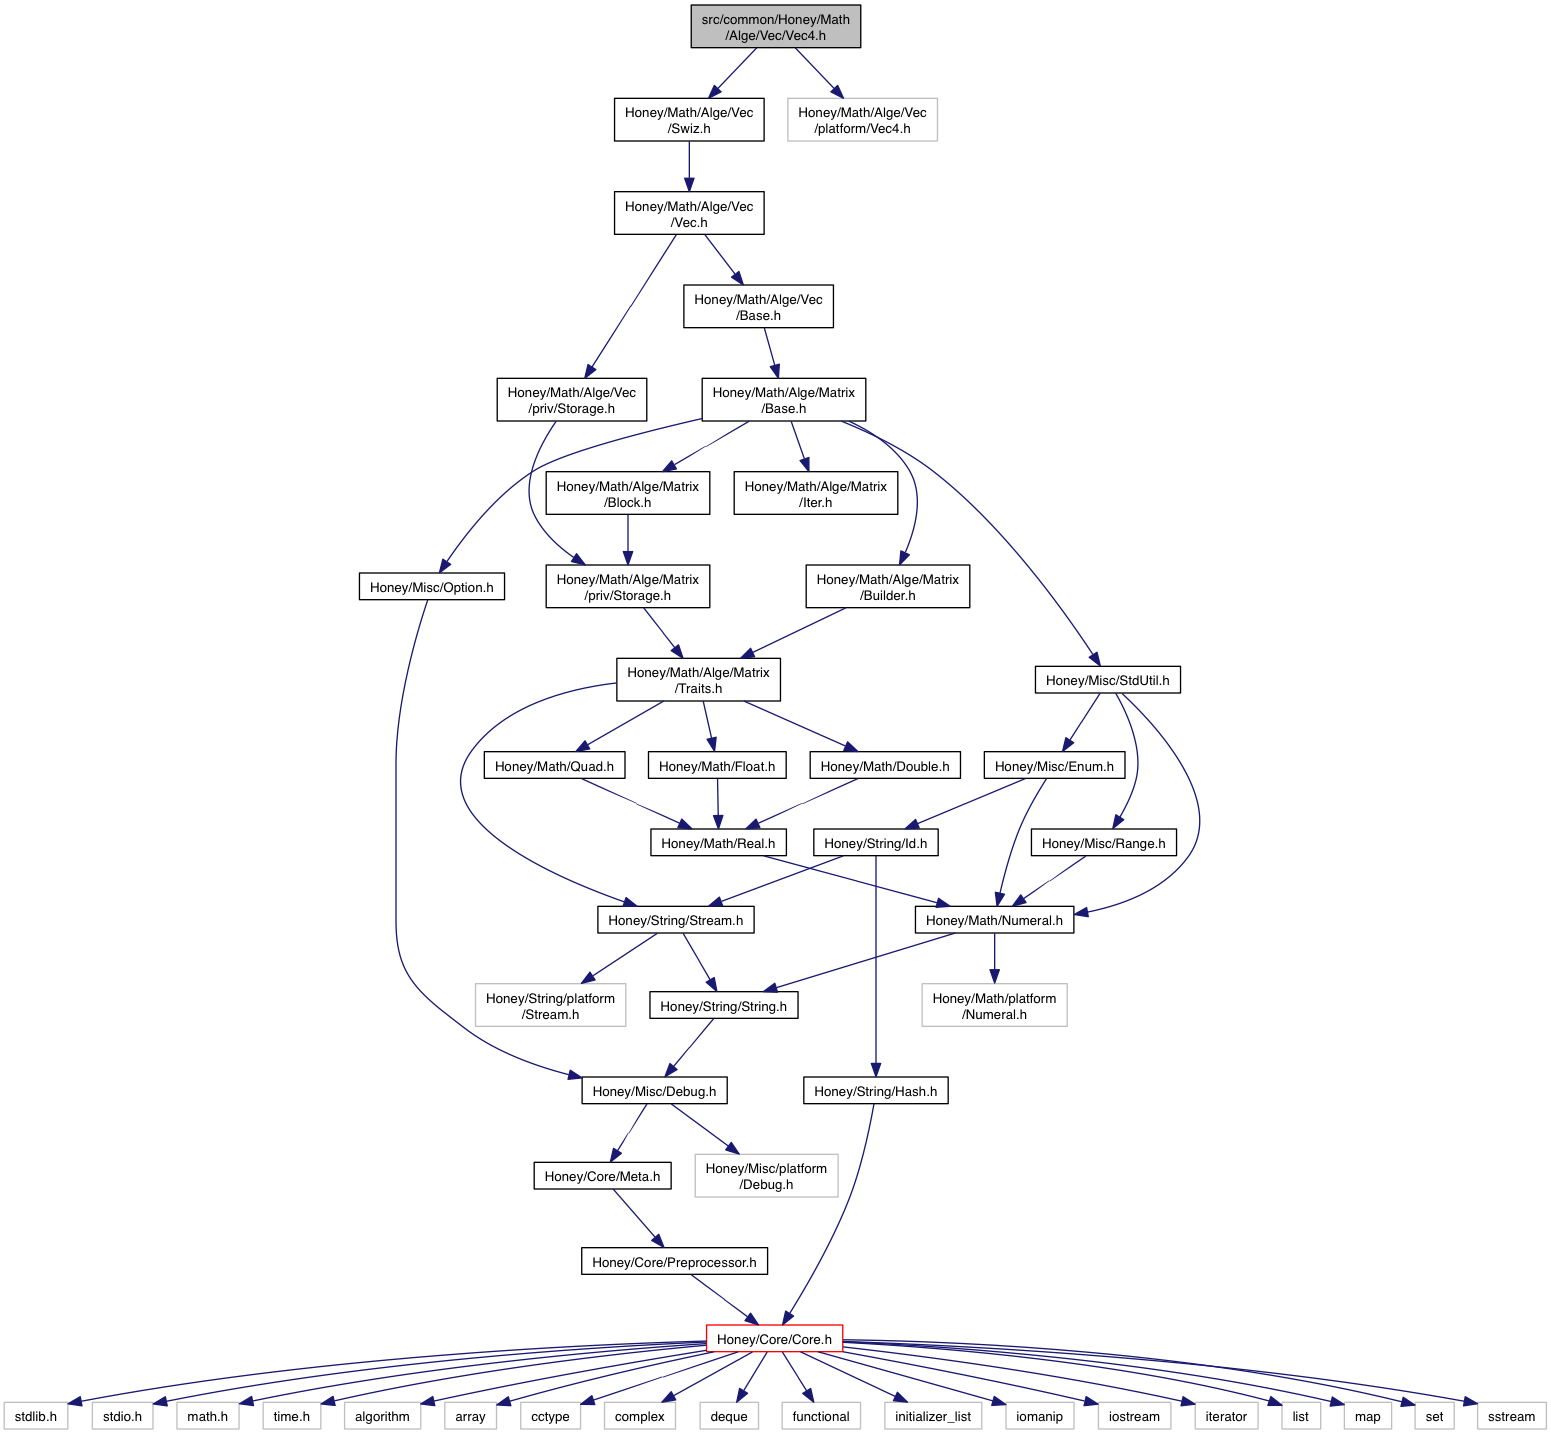 src/common/Honey/Math
/Alge/Vec/Vec4.h
Honey/Math/Alge/Vec
/Swiz.h
Honey/Math/Alge/Vec
/platform/Vec4.h
Honey/Math/Alge/Vec
/Vec.h
Honey/Math/Alge/Vec
/Base.h
Honey/Math/Alge/Vec
/priv/Storage.h
Honey/Math/Alge/Matrix
/Base.h
Honey/Math/Alge/Matrix
/Block.h
Honey/Math/Alge/Matrix
/Iter.h
Honey/Misc/Option.h
Honey/Math/Alge/Matrix
/priv/Storage.h
Honey/Math/Alge/Matrix
/Builder.h
Honey/Math/Alge/Matrix
/Traits.h
Honey/Misc/StdUtil.h
Honey/Math/Quad.h
Honey/Math/Float.h
Honey/Math/Double.h
Honey/Misc/Enum.h
Honey/Math/Real.h
Honey/String/Id.h
Honey/Misc/Range.h
Honey/String/Stream.h
Honey/Math/Numeral.h
Honey/String/platform
/Stream.h
Honey/String/String.h
Honey/Math/platform
/Numeral.h
Honey/Misc/Debug.h
Honey/String/Hash.h
Honey/Core/Meta.h
Honey/Misc/platform
/Debug.h
Honey/Core/Preprocessor.h
Honey/Core/Core.h
stdlib.h
stdio.h
math.h
time.h
algorithm
array
cctype
complex
deque
functional
initializer_list
iomanip
iostream
iterator
list
map
set
sstream